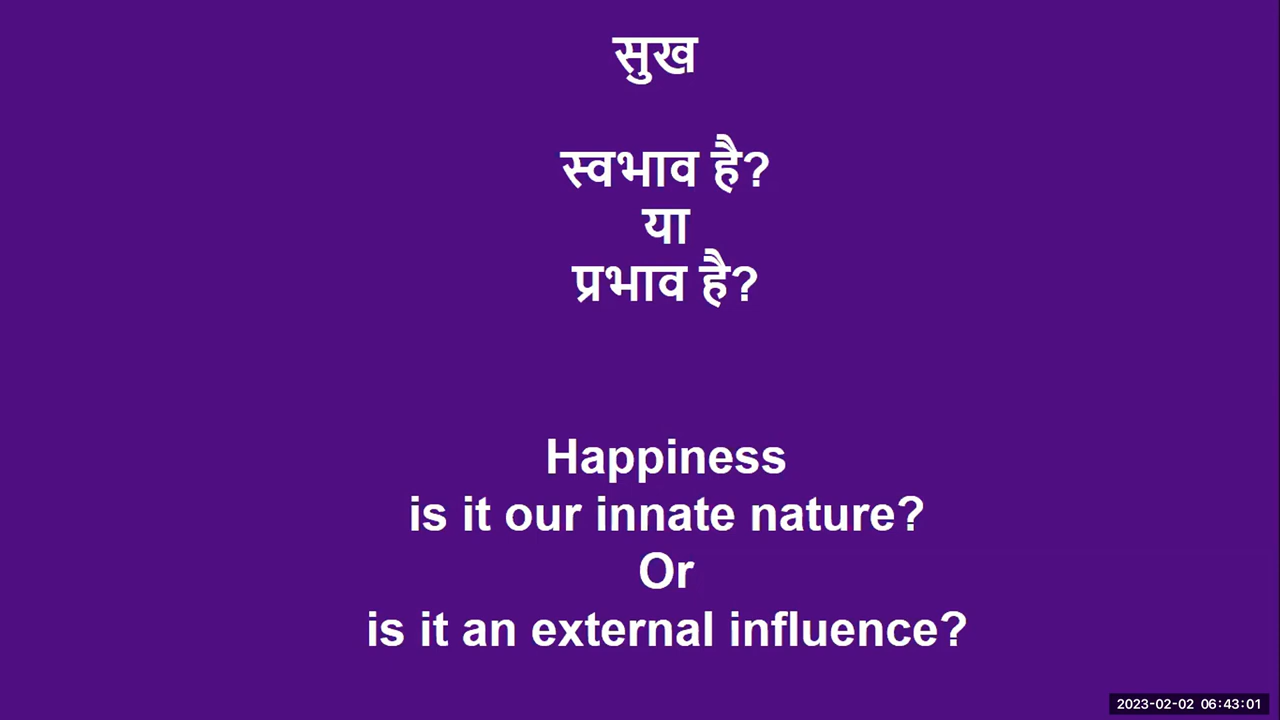 सुख
स्वभाव है?
या
प्रभाव है?
Happiness
is it our innate nature?
Or
is it an external influence?
2023-02-02 06:43:01